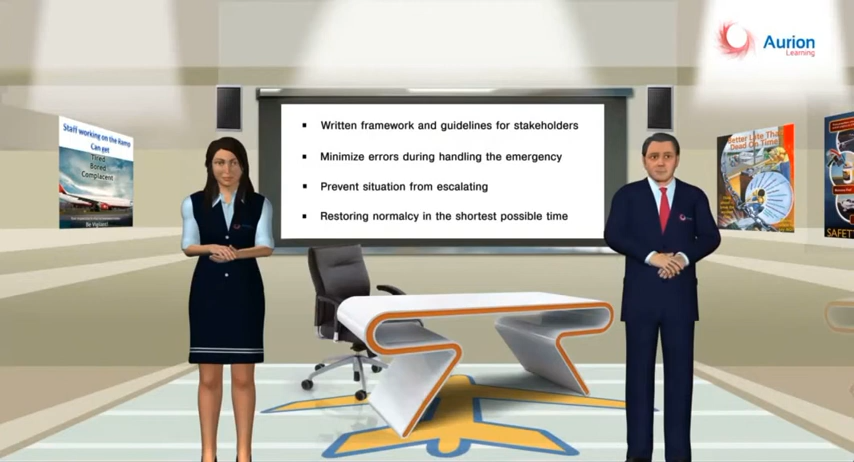 Aurion
Learning
▪ Written framework and guidelines for stakeholders
▪ Minimize errors during handling the emergency
▪ Prevent situation from escalating
▪ Restoring normalcy in the shortest possible time
Staff working on the Ramp
Can get
Tired
Bored
Complacent
Be Vigilant!
Better Late Than
Dead On Time
SAFETY